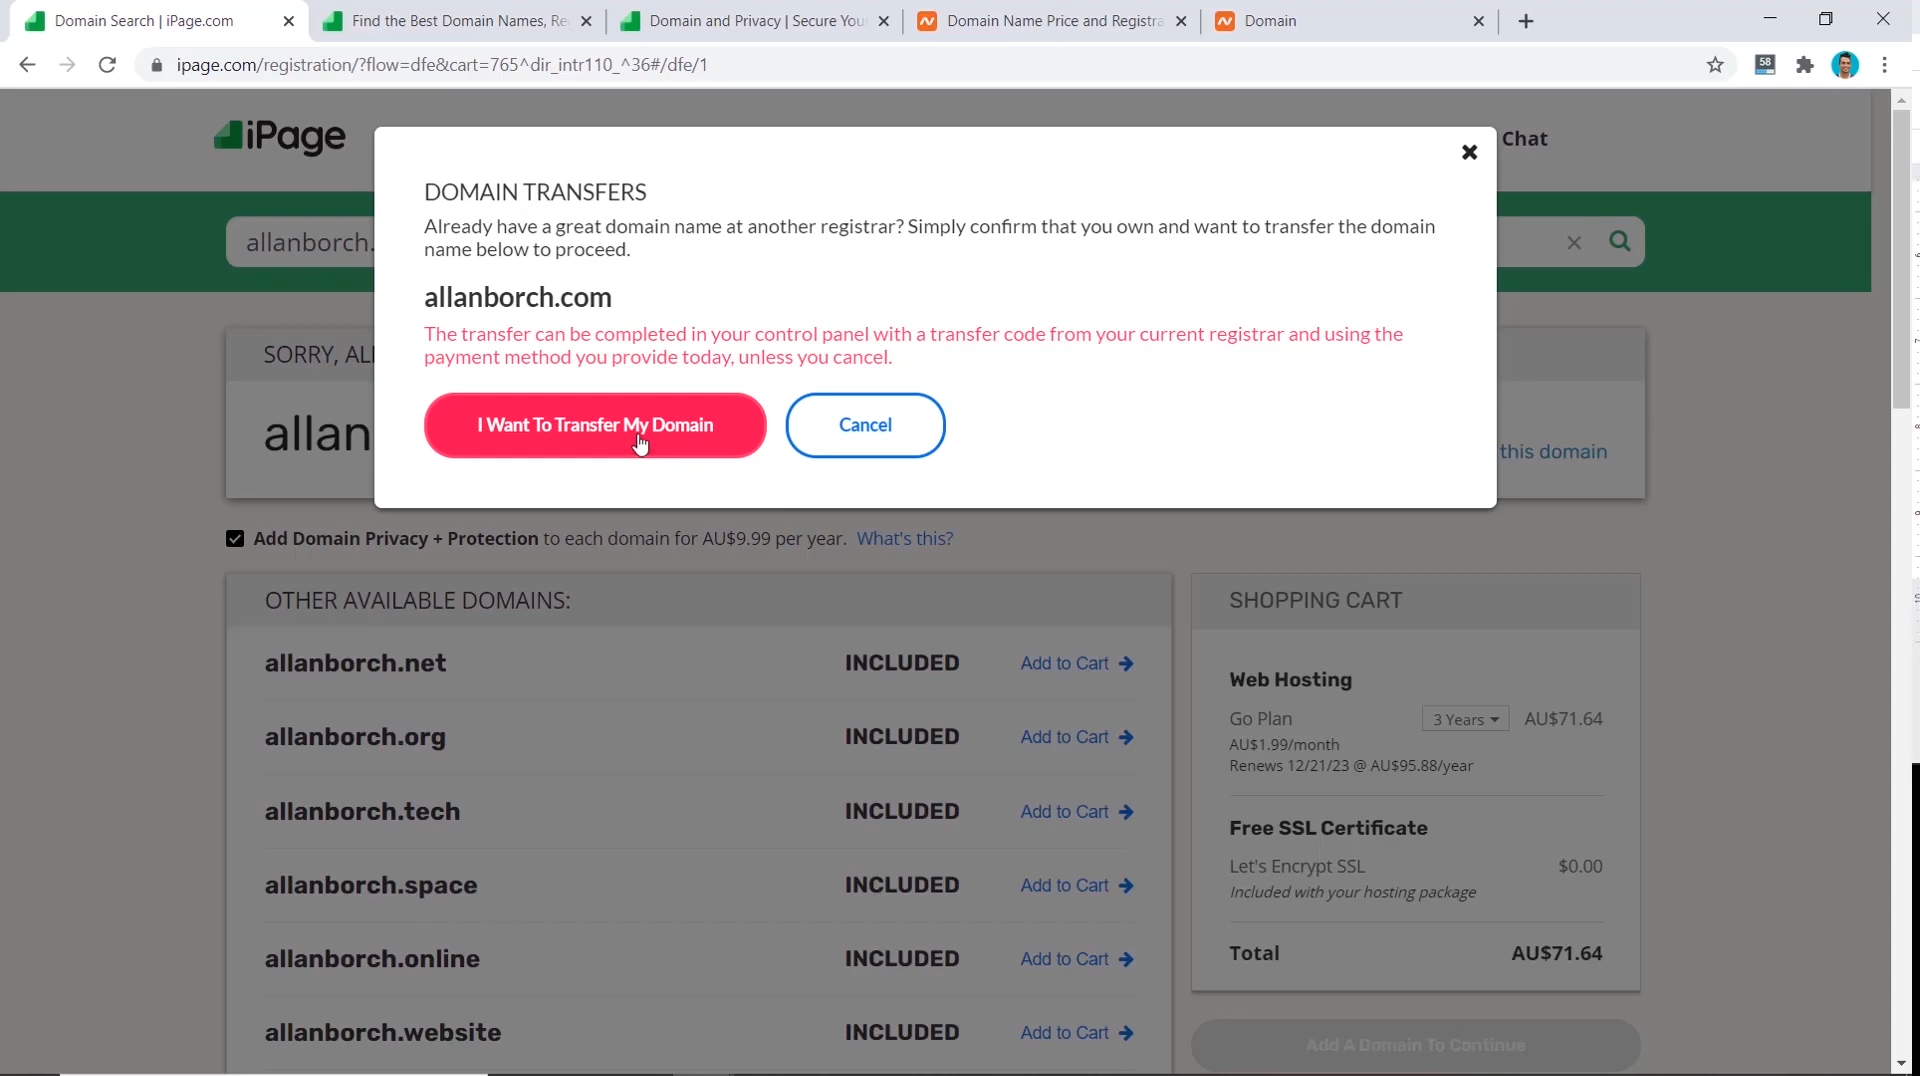 Domain Search | iPage.com
Find the Best Domain Names, Re
Domain and Privacy | Secure You
Domain Name Price and Registra
Domain
ipage.com/registration/?flow=dfe&cart=765^dir_intr110_^36#/dfe/1
58
iPage
Chat
allanborch.
DOMAIN TRANSFERS
Already have a great domain name at another registrar? Simply confirm that you own and want to transfer the domain
name below to proceed.
allanborch.com
The transfer can be completed in your control panel with a transfer code from your current registrar and using the
payment method you provide today, unless you cancel.
I Want To Transfer My Domain
Cancel
SORRY, ALL
allan
this domain
Add Domain Privacy + Protection to each domain for AU$9.99 per year. What's this?
OTHER AVAILABLE DOMAINS:
allanborch.net INCLUDED Add to Cart
allanborch.org INCLUDED Add to Cart
allanborch.tech INCLUDED Add to Cart
allanborch.space INCLUDED Add to Cart
allanborch.online INCLUDED Add to Cart
allanborch.website INCLUDED Add to Cart
SHOPPING CART
Web Hosting
Go Plan 3 Years AU$71.64
AU$1.99/month
Renews 12/21/23 @ AU$95.88/year
Free SSL Certificate
Let's Encrypt SSL $0.00
Included with your hosting package
Total AU$71.64
Add A Domain To Continue